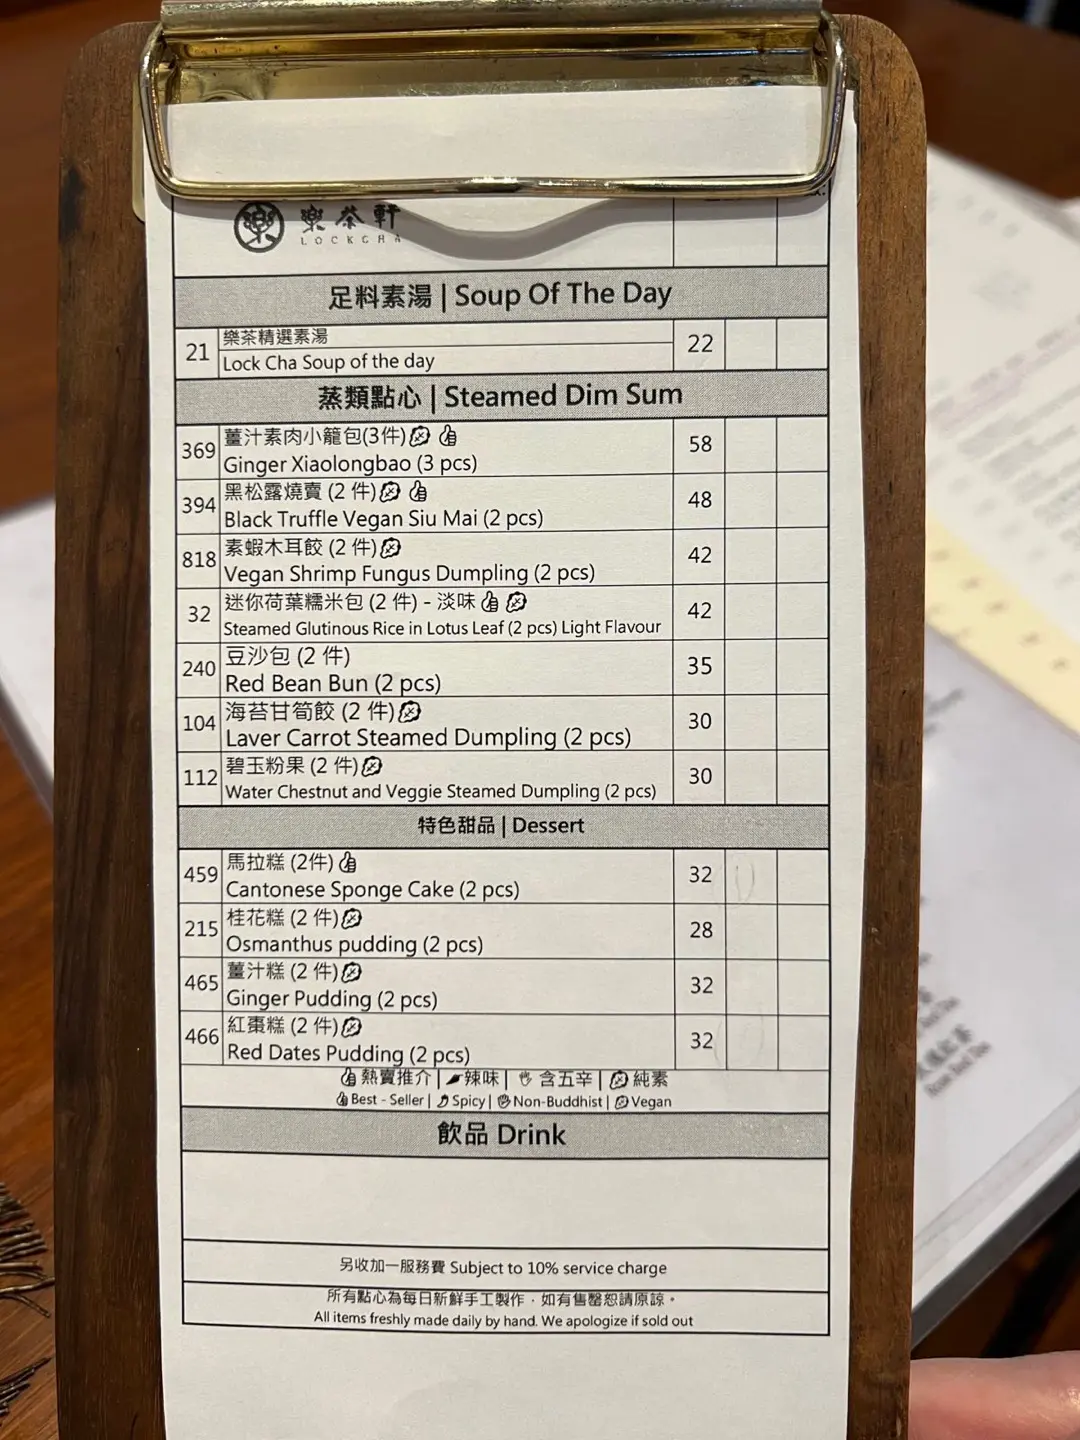 樂茶軒
LOCKCHA
足料素湯 | Soup Of The Day
21
樂茶精選素湯
Lock Cha Soup of the day
22
蒸類點心 | Steamed Dim Sum
369
薑汁素肉小籠包(3件)
Ginger Xiaolongbao (3 pcs)
58
394
黑松露燒賣 (2 件)
Black Truffle Vegan Siu Mai (2 pcs)
48
818
素蝦木耳餃 (2 件)
Vegan Shrimp Fungus Dumpling (2 pcs)
42
32
迷你荷葉糯米包 (2 件) - 淡味
Steamed Glutinous Rice in Lotus Leaf (2 pcs) Light Flavour
42
240
豆沙包 (2 件)
Red Bean Bun (2 pcs)
35
104
海苔甘筍餃 (2 件)
Laver Carrot Steamed Dumpling (2 pcs)
30
112
碧玉粉果 (2 件)
Water Chestnut and Veggie Steamed Dumpling (2 pcs)
30
特色甜品 | Dessert
459
馬拉糕 (2件)
Cantonese Sponge Cake (2 pcs)
32
215
桂花糕 (2 件)
Osmanthus pudding (2 pcs)
28
465
薑汁糕 (2 件)
Ginger Pudding (2 pcs)
32
466
紅棗糕 (2 件)
Red Dates Pudding (2 pcs)
32
熱賣推介 | 辣味 | 含五辛 | 純素
Best - Seller | Spicy | Non-Buddhist | Vegan
飲品 Drink
另收加一服務費 Subject to 10% service charge
所有點心為每日新鮮手工製作，如有售罄恕請原諒。
All items freshly made daily by hand. We apologize if sold out